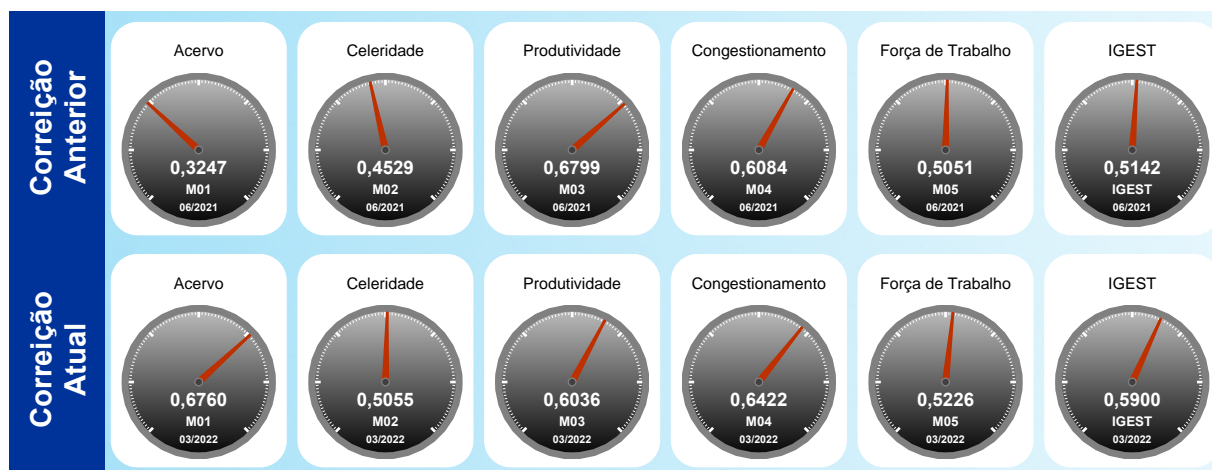 Correição
Anterior
Acervo
0,3247
M01
06/2021
Celeridade
0,4529
M02
06/2021
Produtividade
0,6799
M03
06/2021
Congestionamento
0,6084
M04
06/2021
Força de Trabalho
0,5051
M05
06/2021
IGEST
0,5142
IGEST
06/2021
Correição
Atual
Acervo
0,6760
M01
03/2022
Celeridade
0,5055
M02
03/2022
Produtividade
0,6036
M03
03/2022
Congestionamento
0,6422
M04
03/2022
Força de Trabalho
0,5226
M05
03/2022
IGEST
0,5900
IGEST
03/2022